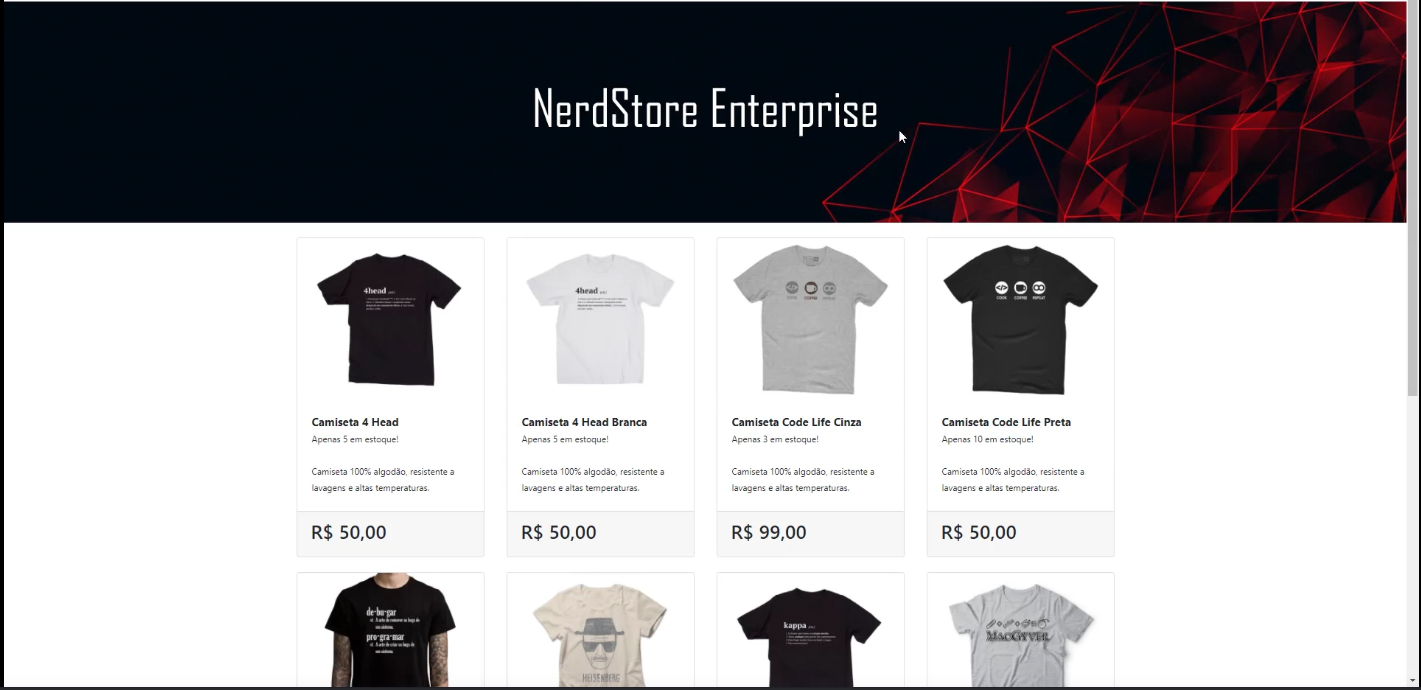 NerdStore Enterprise
4head
4head
CODE COFFEE REPEAT
CODE COFFEE REPEAT
Camiseta 4 Head
Apenas 5 em estoque!
Camiseta 100% algodão, resistente a
lavagens e altas temperaturas.
R$ 50,00
Camiseta 4 Head Branca
Apenas 5 em estoque!
Camiseta 100% algodão, resistente a
lavagens e altas temperaturas.
R$ 50,00
Camiseta Code Life Cinza
Apenas 3 em estoque!
Camiseta 100% algodão, resistente a
lavagens e altas temperaturas.
R$ 99,00
Camiseta Code Life Preta
Apenas 10 em estoque!
Camiseta 100% algodão, resistente a
lavagens e altas temperaturas.
R$ 50,00
de·bu·gar
pro·gra·mar
HEISENBERG
kappa
MACGYVER